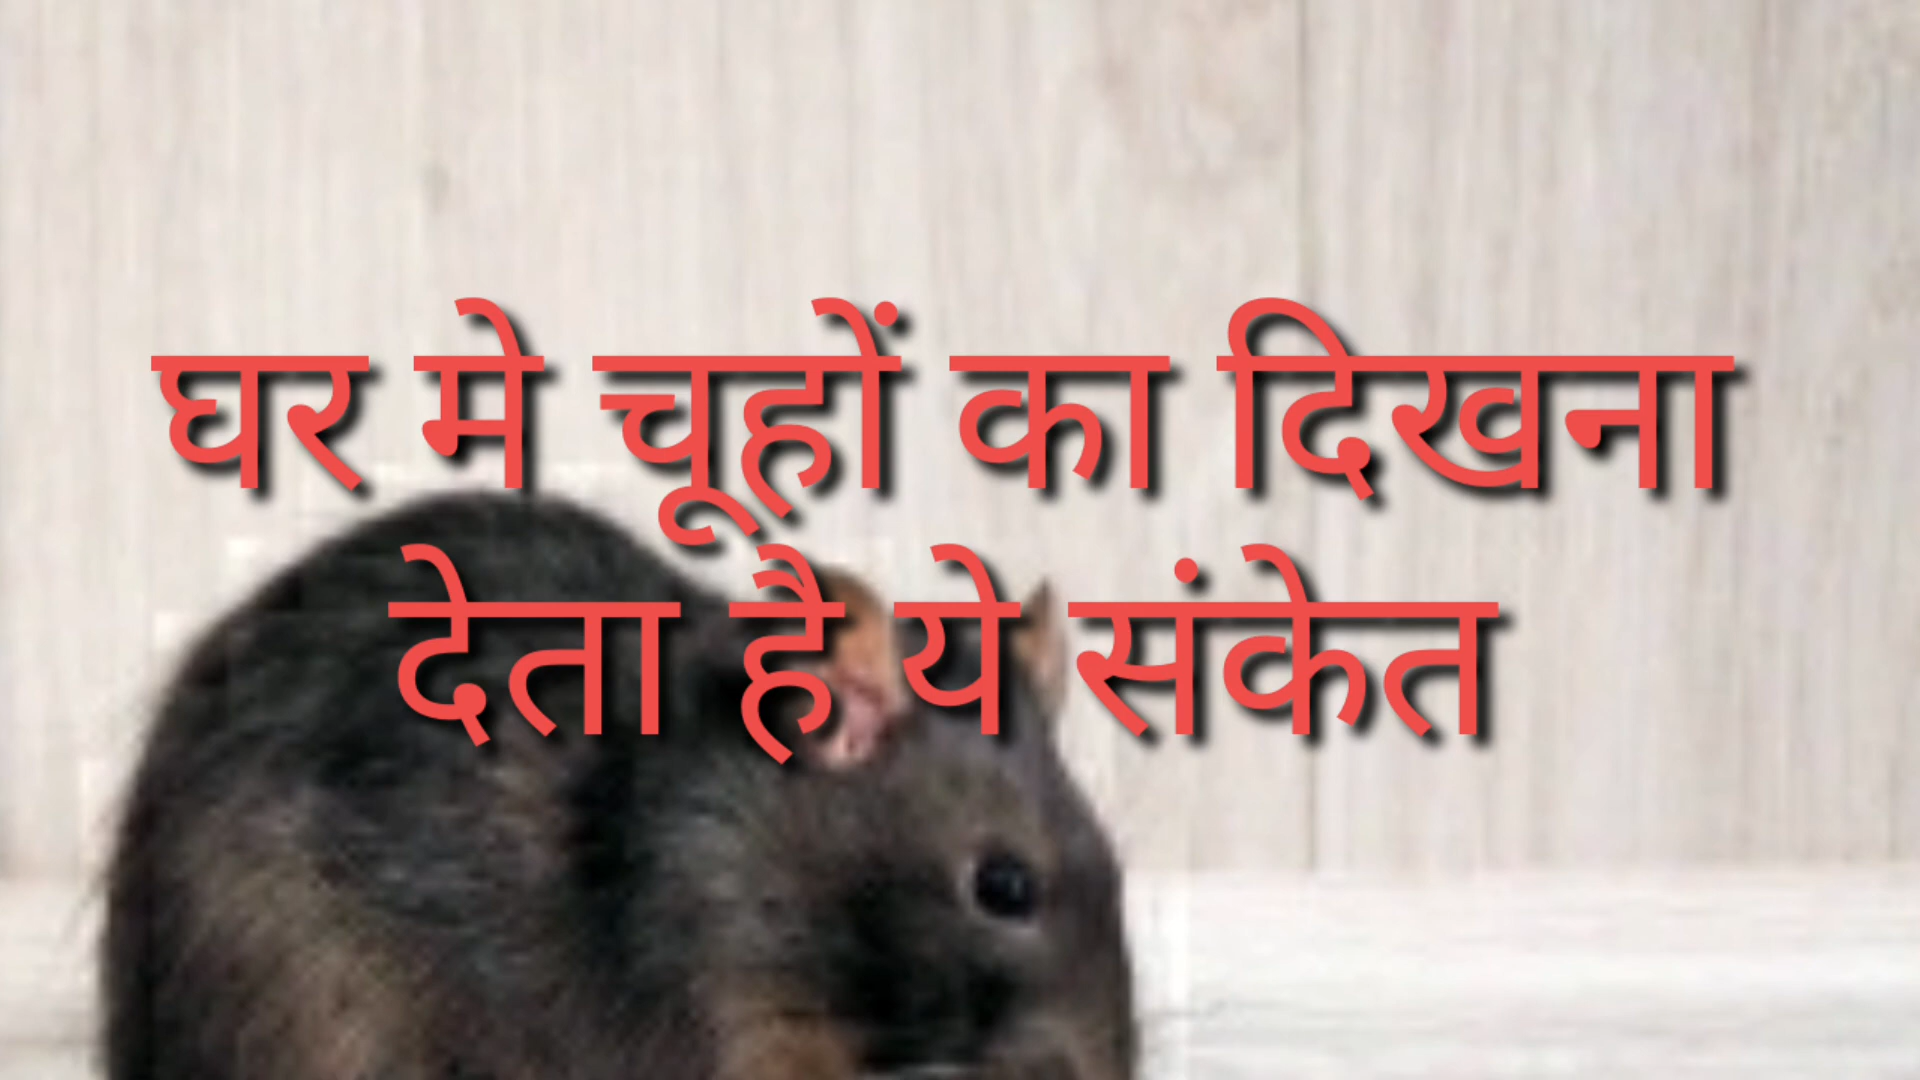 घर मे चूहों का दिखना
देता है ये संकेत